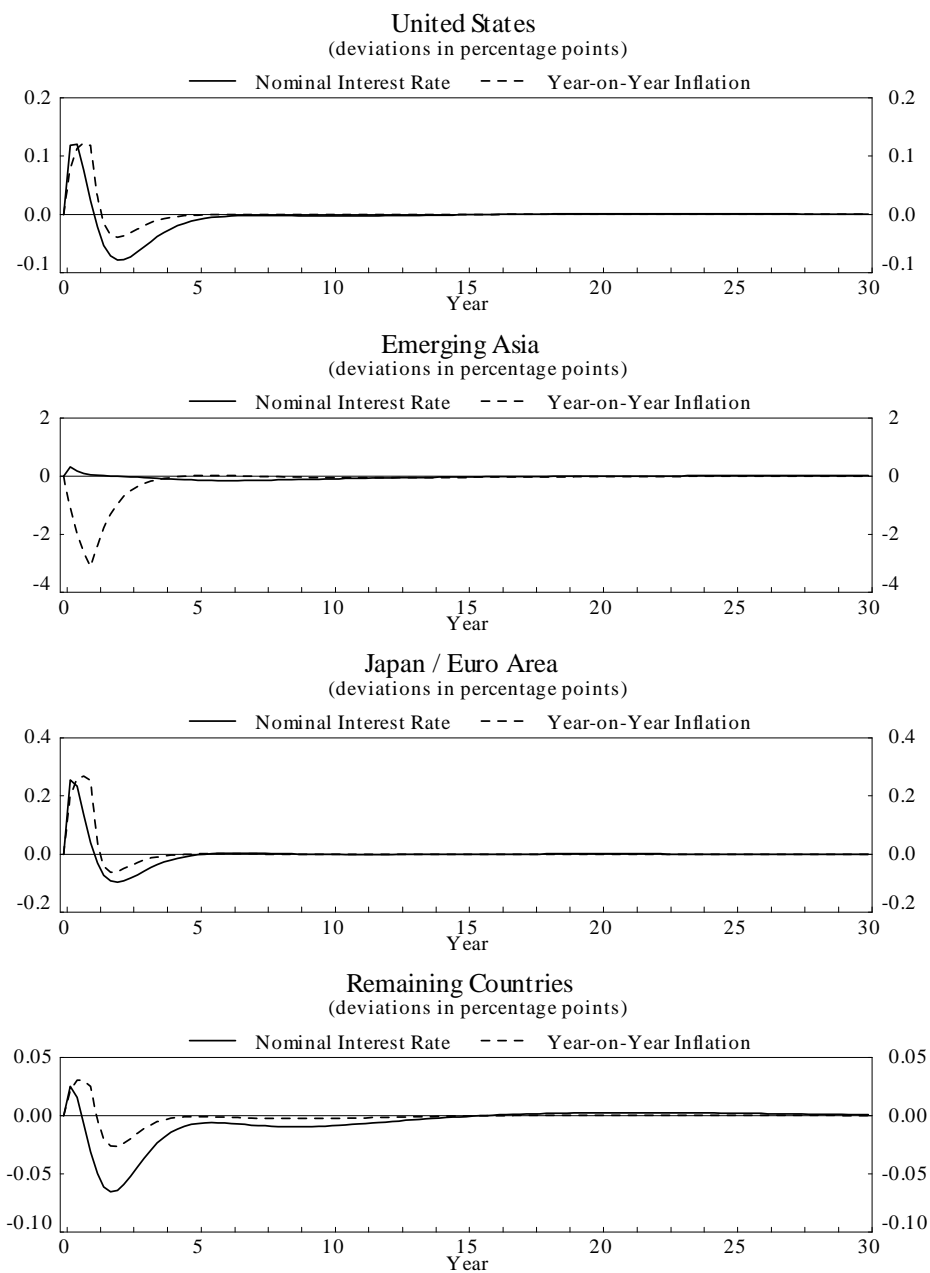 United States
(deviations in percentage points)
Nominal Interest Rate Year-on-Year Inflation
0.2 0.2
0.1 0.1
0.0 0.0
-0.1 -0.1
0 5 10 15 20 25 30
Year
Emerging Asia
(deviations in percentage points)
Nominal Interest Rate Year-on-Year Inflation
2 2
0 0
-2 -2
-4 -4
0 5 10 15 20 25 30
Year
Japan / Euro Area
(deviations in percentage points)
Nominal Interest Rate Year-on-Year Inflation
0.4 0.4
0.2 0.2
0.0 0.0
-0.2 -0.2
0 5 10 15 20 25 30
Year
Remaining Countries
(deviations in percentage points)
Nominal Interest Rate Year-on-Year Inflation
0.05 0.05
0.00 0.00
-0.05 -0.05
-0.10 -0.10
0 5 10 15 20 25 30
Year